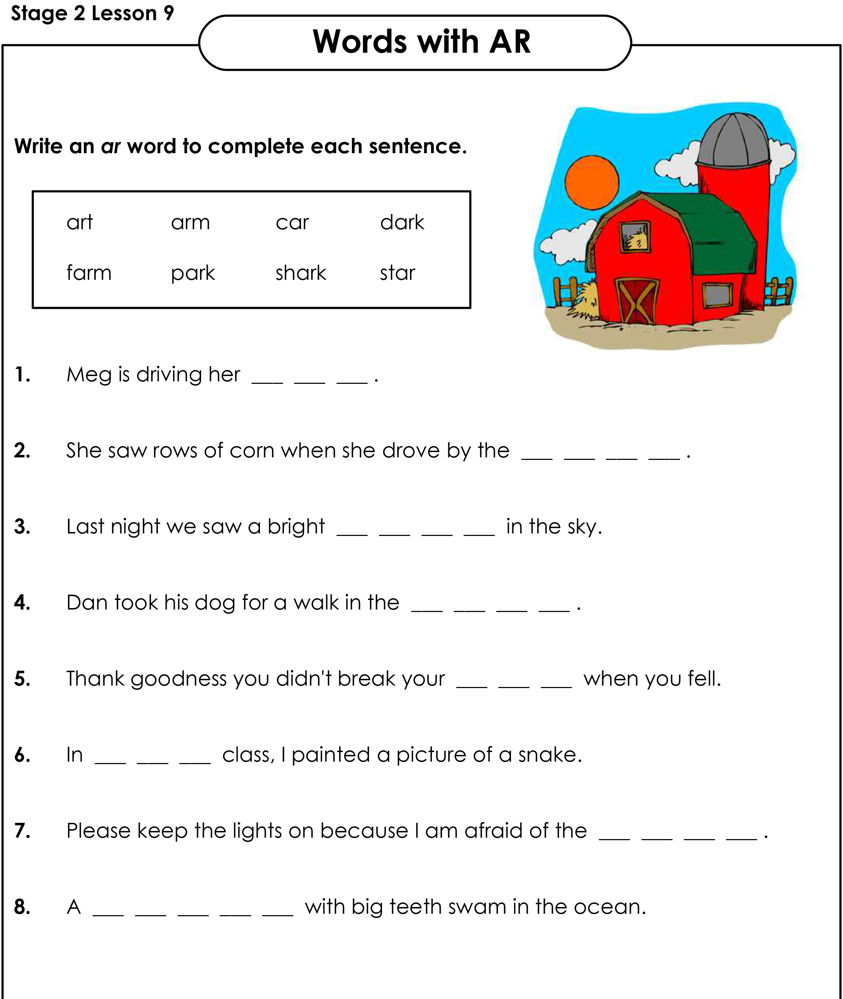 Stage 2 Lesson 9
Words with AR
Write an ar word to complete each sentence.
art arm car dark
farm park shark star
1. Meg is driving her ___ ___ ___ .
2. She saw rows of corn when she drove by the ___ ___ ___ ___ .
3. Last night we saw a bright ___ ___ ___ ___ in the sky.
4. Dan took his dog for a walk in the ___ ___ ___ ___ .
5. Thank goodness you didn't break your ___ ___ ___ when you fell.
6. In ___ ___ ___ class, I painted a picture of a snake.
7. Please keep the lights on because I am afraid of the ___ ___ ___ ___ .
8. A ___ ___ ___ ___ ___ with big teeth swam in the ocean.